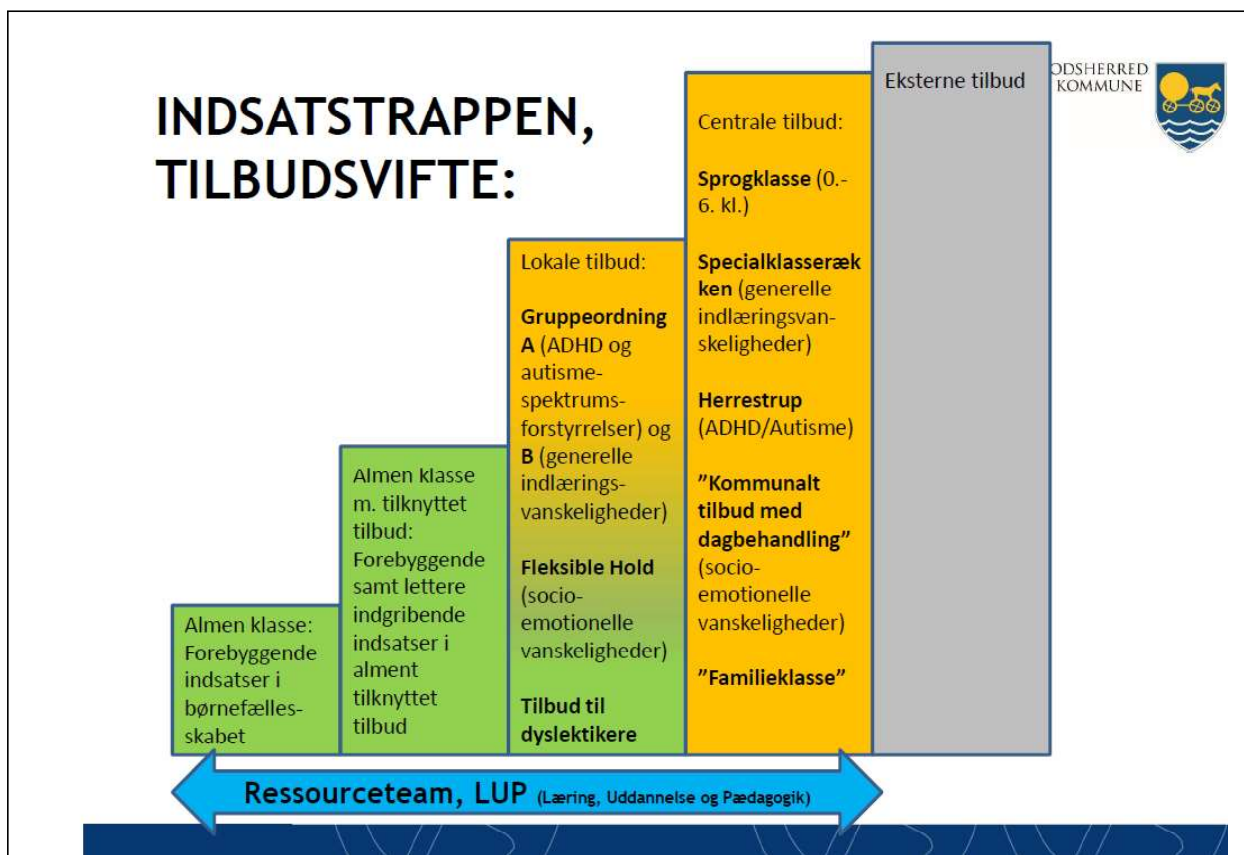 INDSATSTRAPPEN,
TILBUDSVIFTE:
ODSHERRED
KOMMUNE
Almen klasse:
Forebyggende
indsatser i
børnefælles-
skabet
Almen klasse
m. tilknyttet
tilbud:
Forebyggende
samt lettere
indgribende
indsatser i
alment
tilknyttet
tilbud
Lokale tilbud:
Gruppeordning
A (ADHD og
autisme-
spektrums-
forstyrrelser) og
B (generelle
indlærings-
vanskeligheder)
Fleksible Hold
(socio-
emotionelle
vanskeligheder)
Tilbud til
dyslektikere
Centrale tilbud:
Sprogklasse (0.-
6. kl.)
Specialklasseræk
ken (generelle
indlæringsvan-
skeligheder)
Herrestrup
(ADHD/Autisme)
”Kommunalt
tilbud med
dagbehandling”
(socio-
emotionelle
vanskeligheder)
”Familieklasse”
Eksterne tilbud
Ressourceteam, LUP (Læring, Uddannelse og Pædagogik)